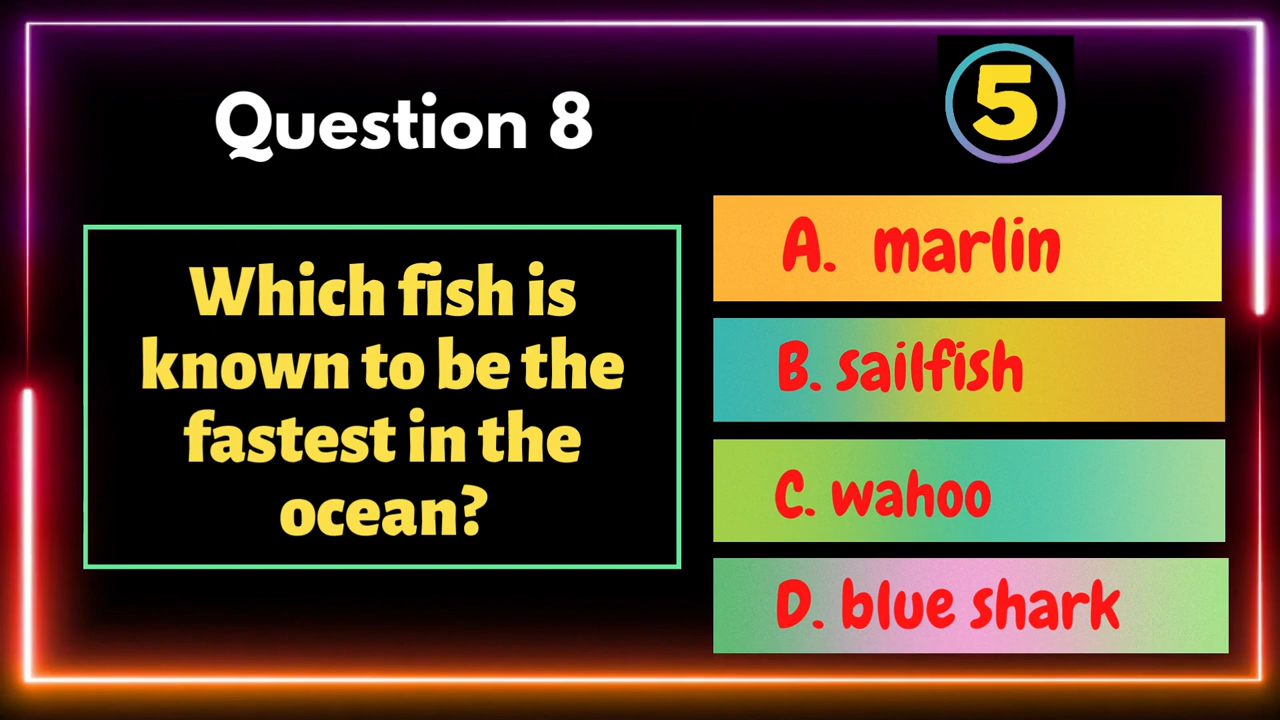 Question 8
5
Which fish is
known to be the
fastest in the
ocean?
A. marlin
B. sailfish
C. wahoo
D. blue shark